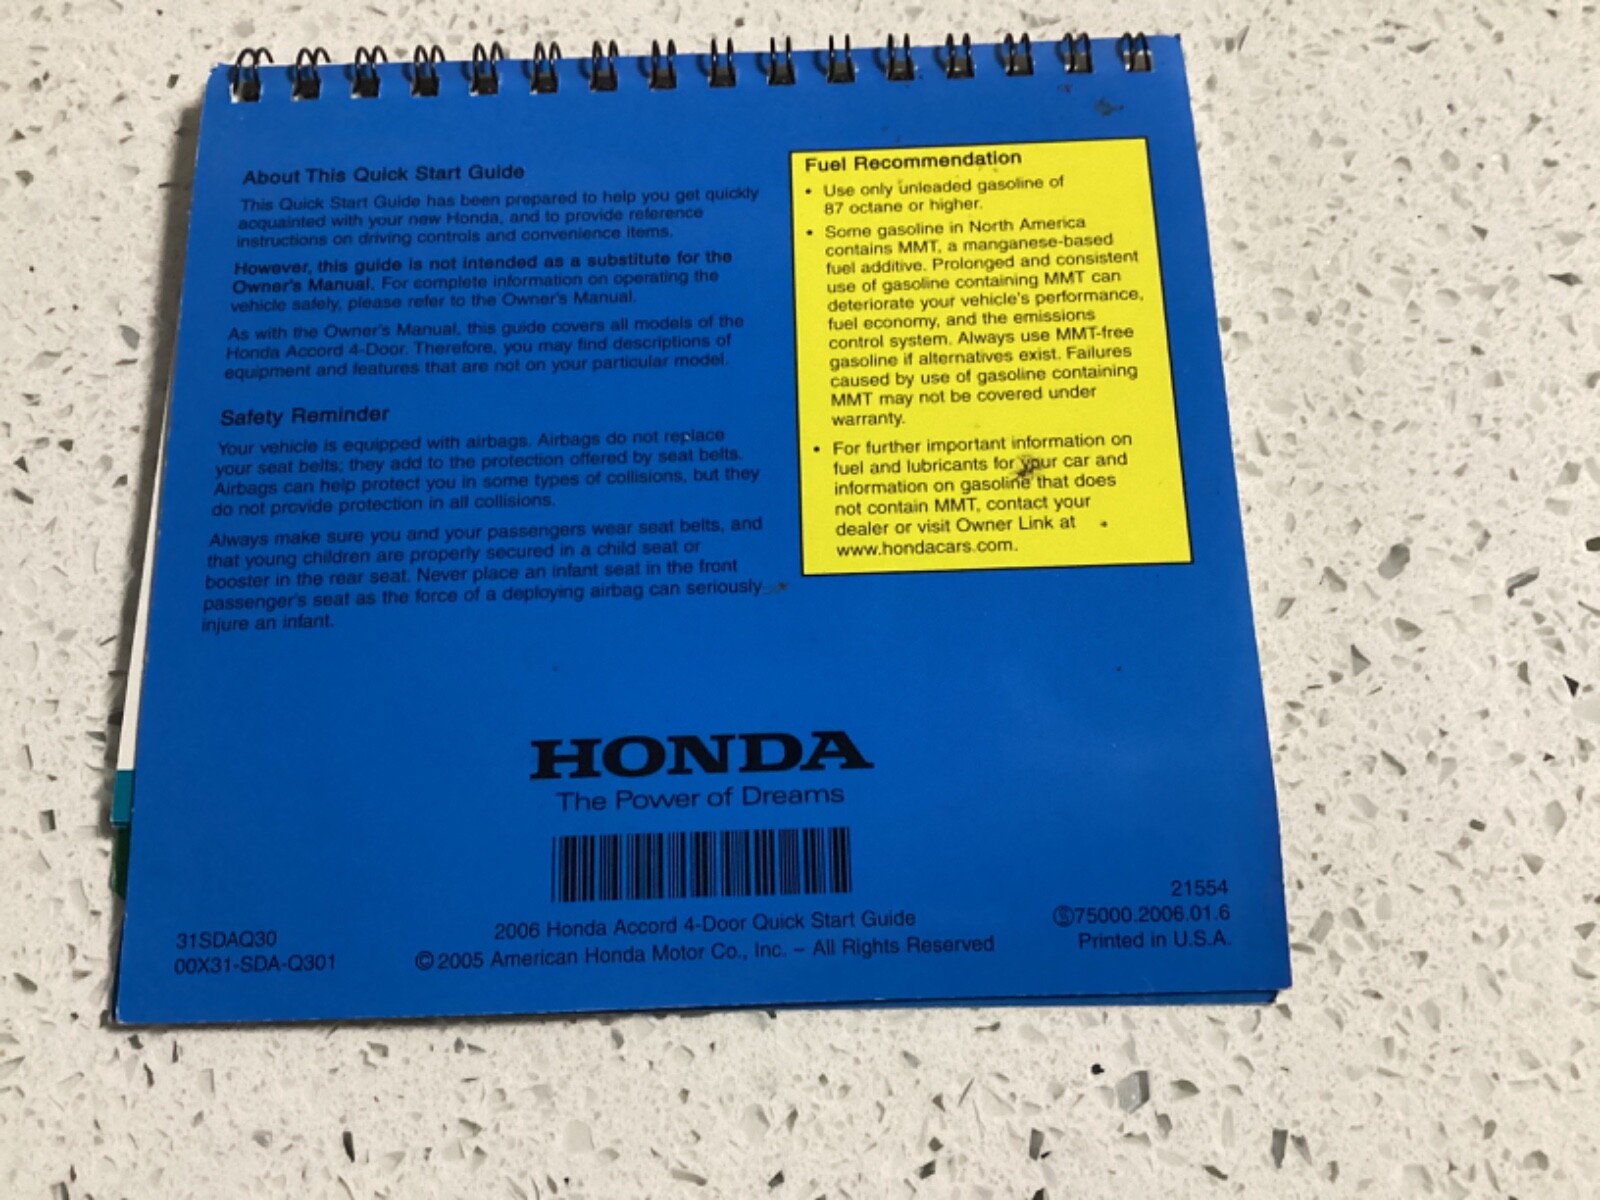 About This Quick Start Guide
This Quick Start Guide has been prepared to help you get quickly
acquainted with your new Honda, and to provide reference
instructions on driving controls and convenience items.
However, this guide is not intended as a substitute for the
Owner's Manual. For complete information on operating the
vehicle safely, please refer to the Owner's Manual.
As with the Owner's Manual, this guide covers all models of the
Honda Accord 4-Door. Therefore, you may find descriptions of
equipment and features that are not on your particular model.
Safety Reminder
Your vehicle is equipped with airbags. Airbags do not replace
your seat belts; they add to the protection offered by seat belts.
Airbags can help protect you in some types of collisions, but they
do not provide protection in all collisions.
Always make sure you and your passengers wear seat belts, and
that young children are properly secured in a child seat or
booster in the rear seat. Never place an infant seat in the front
passenger's seat as the force of a deploying airbag can seriously
injure an infant.
Fuel Recommendation
• Use only unleaded gasoline of
87 octane or higher.
• Some gasoline in North America
contains MMT, a manganese-based
fuel additive. Prolonged and consistent
use of gasoline containing MMT can
deteriorate your vehicle's performance,
fuel economy, and the emissions
control system. Always use MMT-free
gasoline if alternatives exist. Failures
caused by use of gasoline containing
MMT may not be covered under
warranty.
• For further important information on
fuel and lubricants for your car and
information on gasoline that does
not contain MMT, contact your
dealer or visit Owner Link at
www.hondacars.com.
HONDA
The Power of Dreams
31SDAQ30
00X31-SDA-Q301
2006 Honda Accord 4-Door Quick Start Guide
©2005 American Honda Motor Co., Inc. – All Rights Reserved
21554
Ⓢ75000.2006.01.6
Printed in U.S.A.